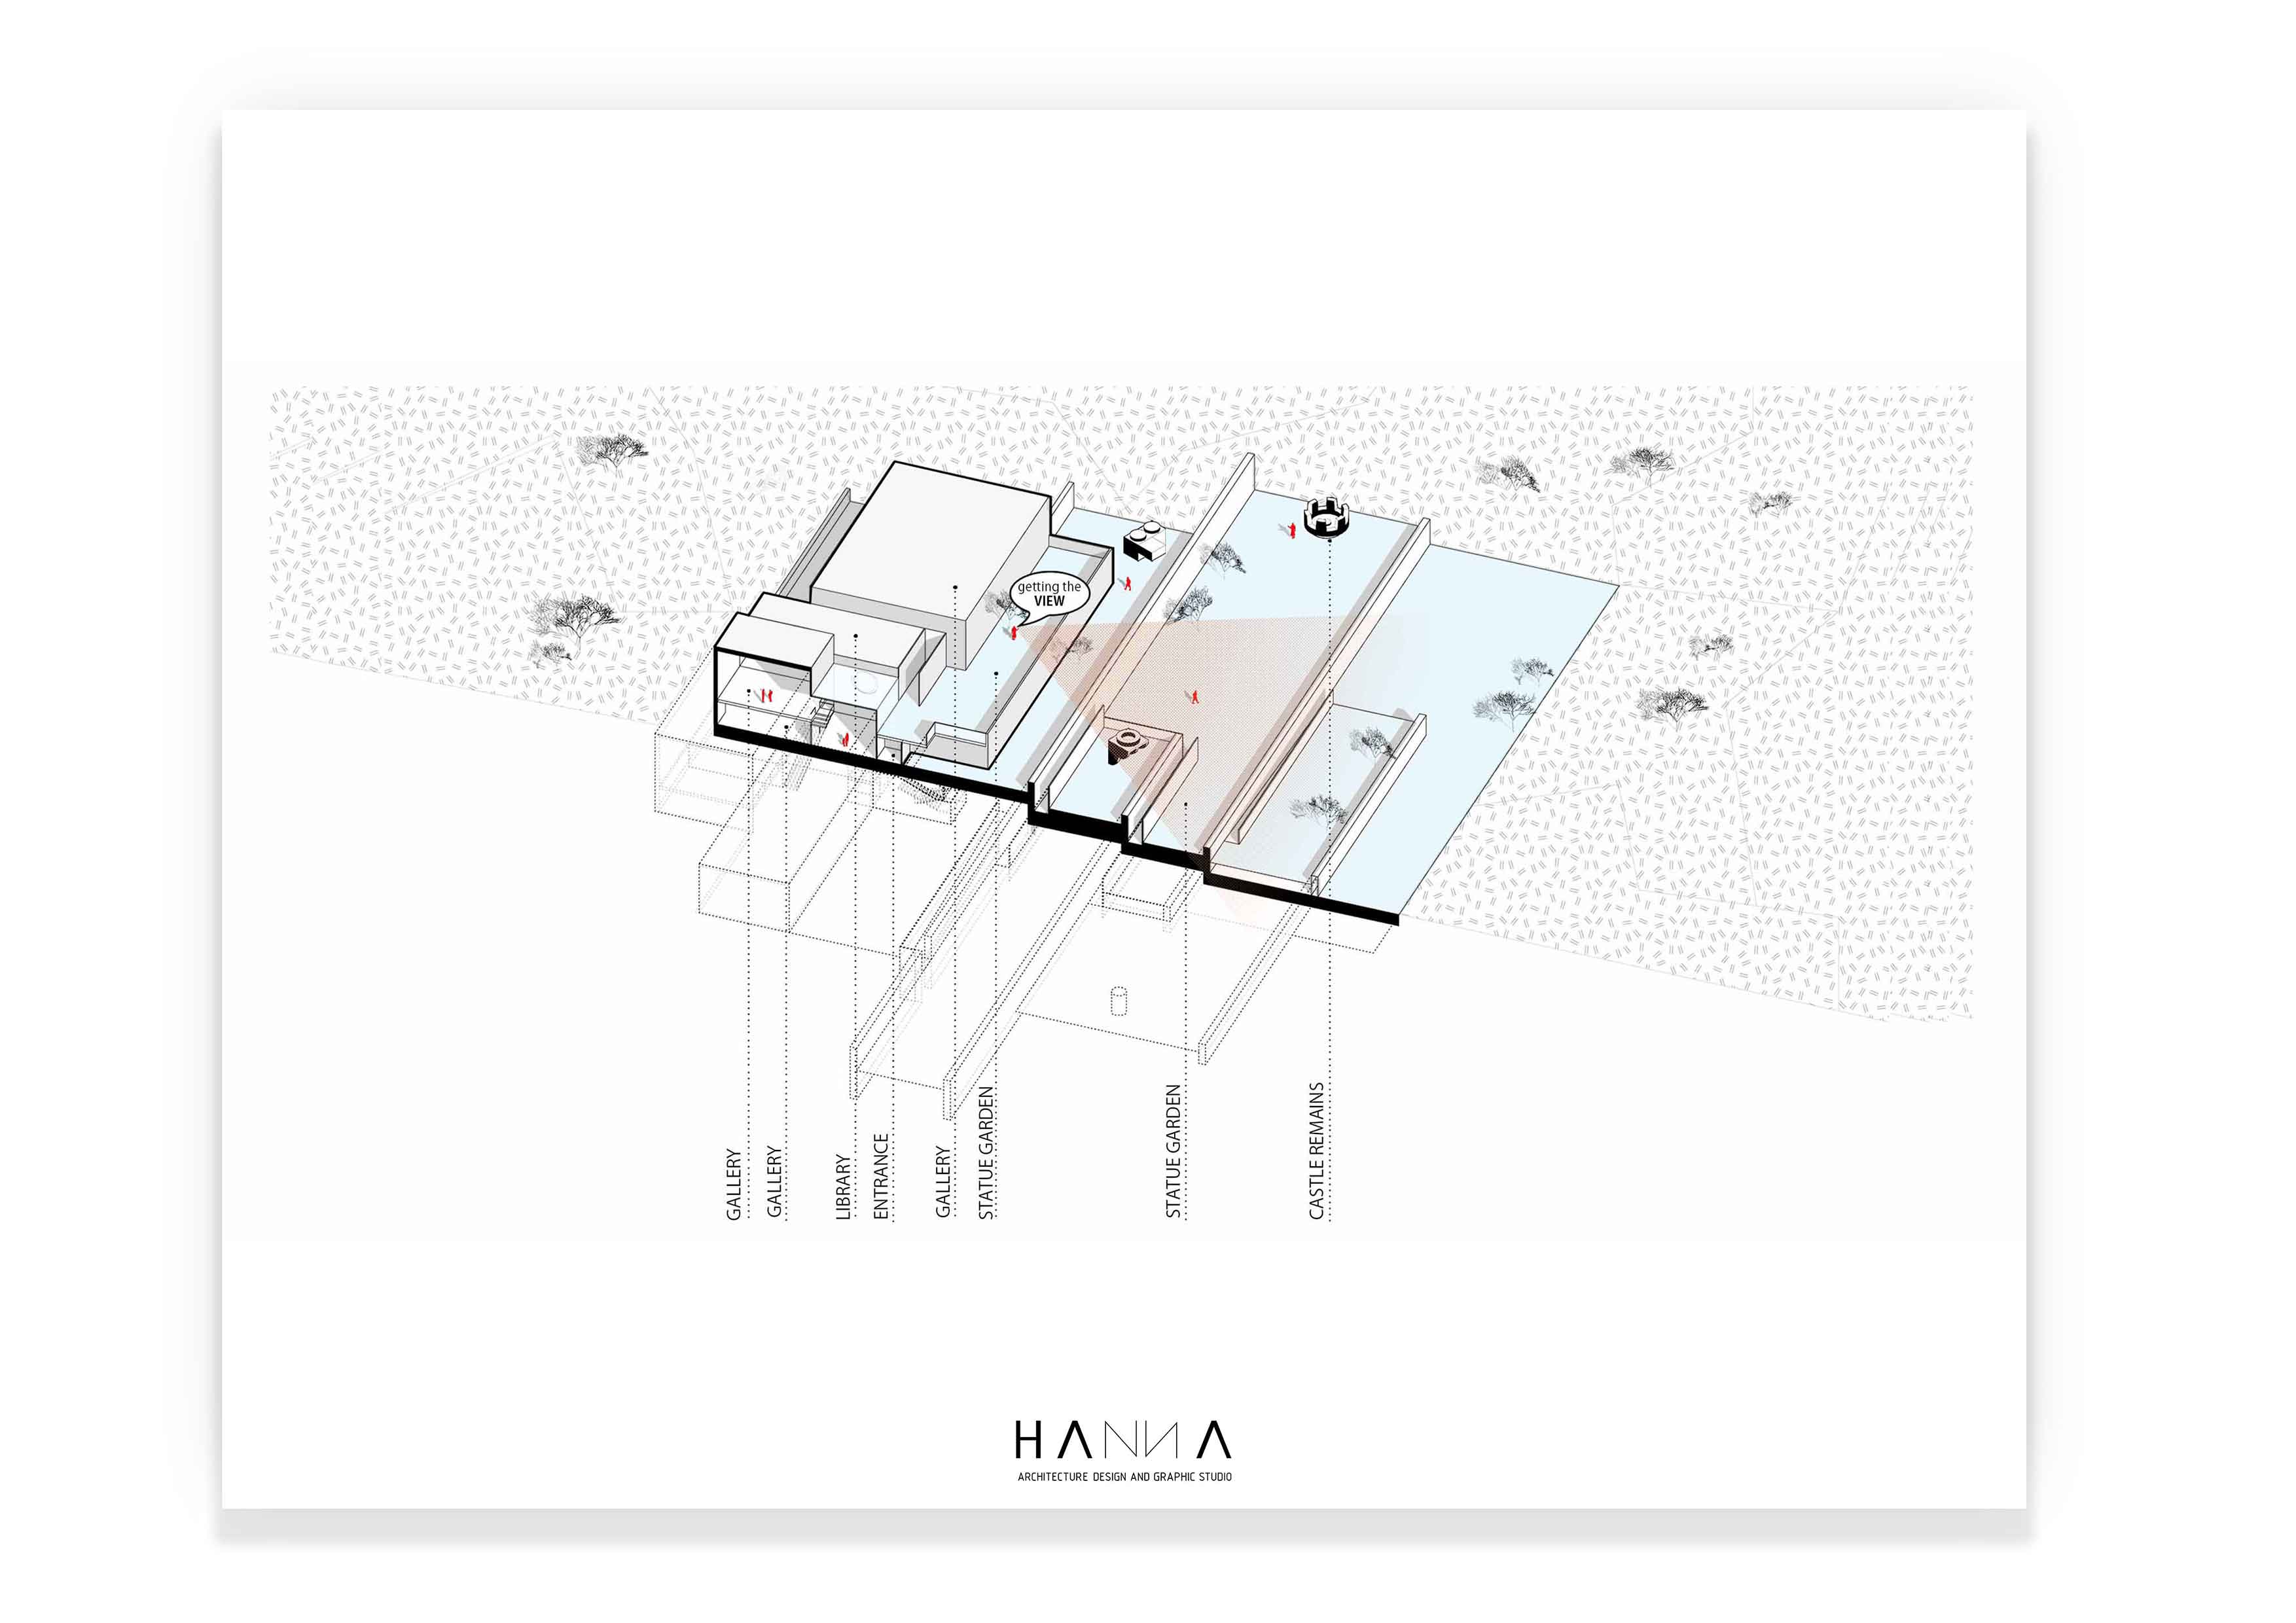 getting the
VIEW
GALLERY
GALLERY
LIBRARY
ENTRANCE
GALLERY
STATUE GARDEN
STATUE GARDEN
CASTLE REMAINS
HANNA
ARCHITECTURE DESIGN AND GRAPHIC STUDIO